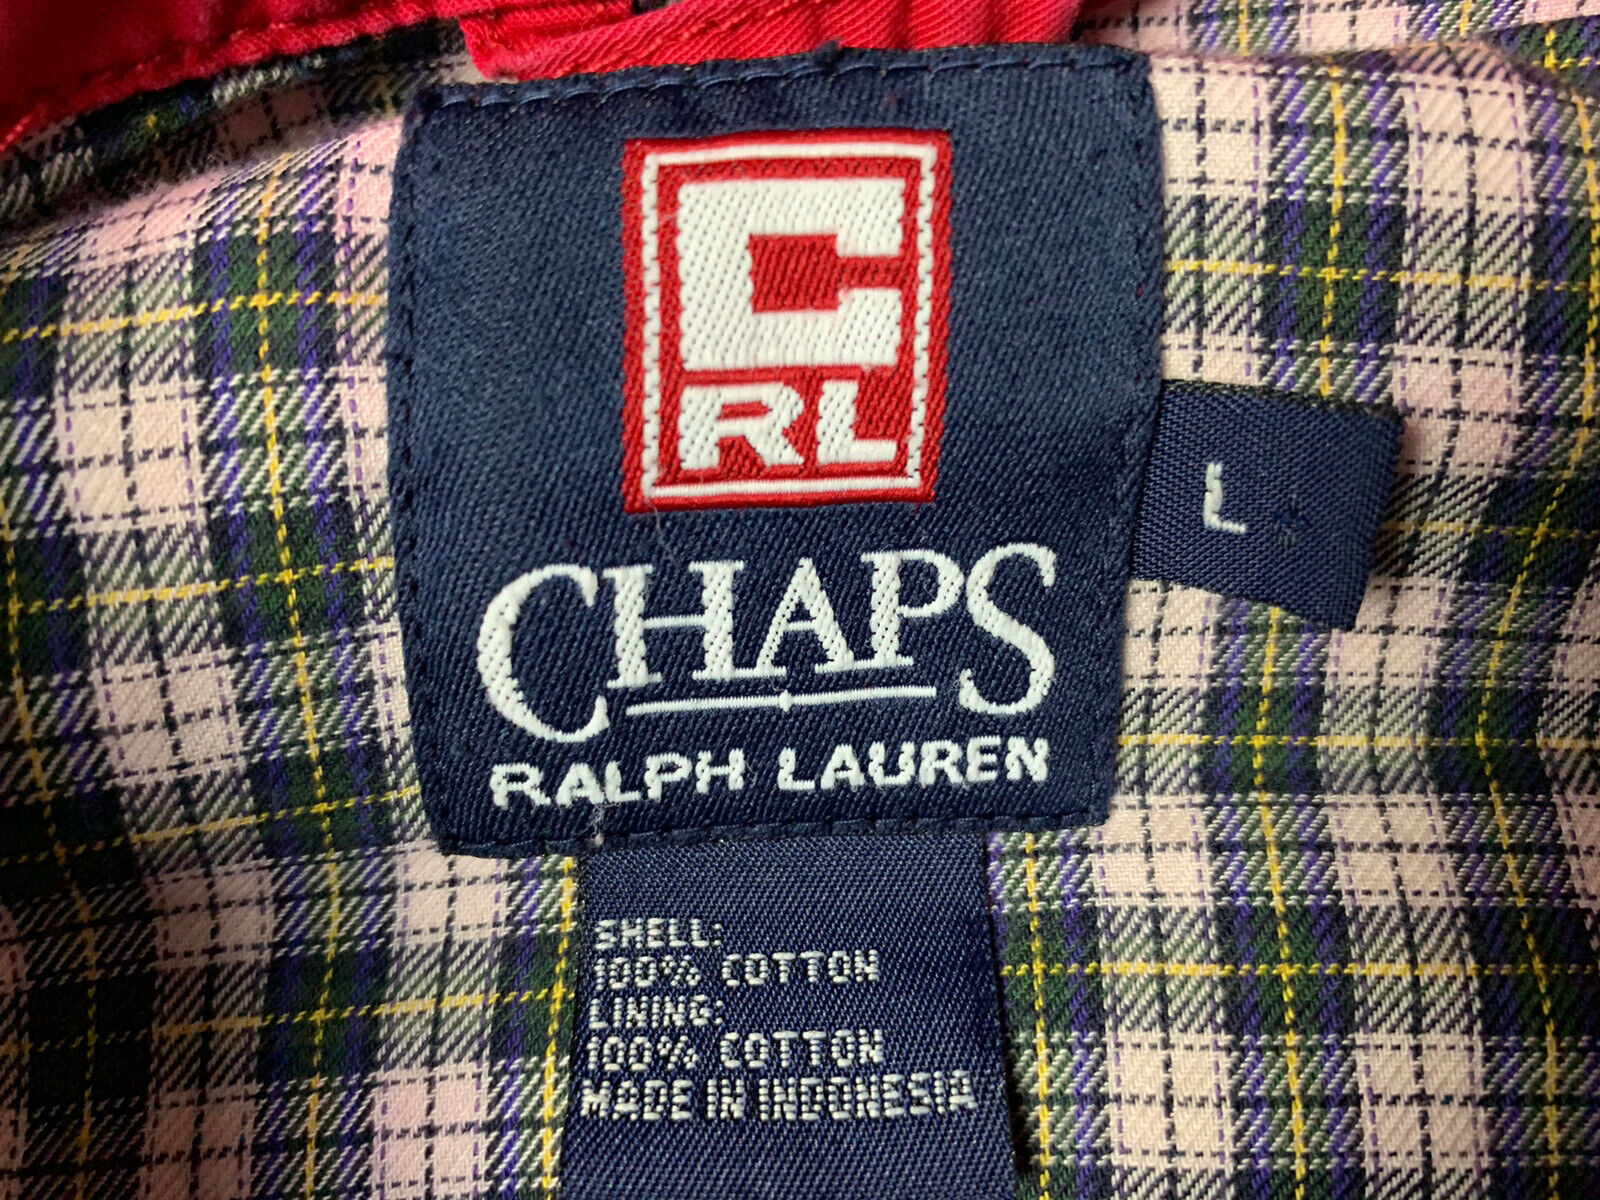 C
RL
CHAPS
RALPH LAUREN
L
SHELL:
100% COTTON
LINING:
100% COTTON
MADE IN INDONESIA